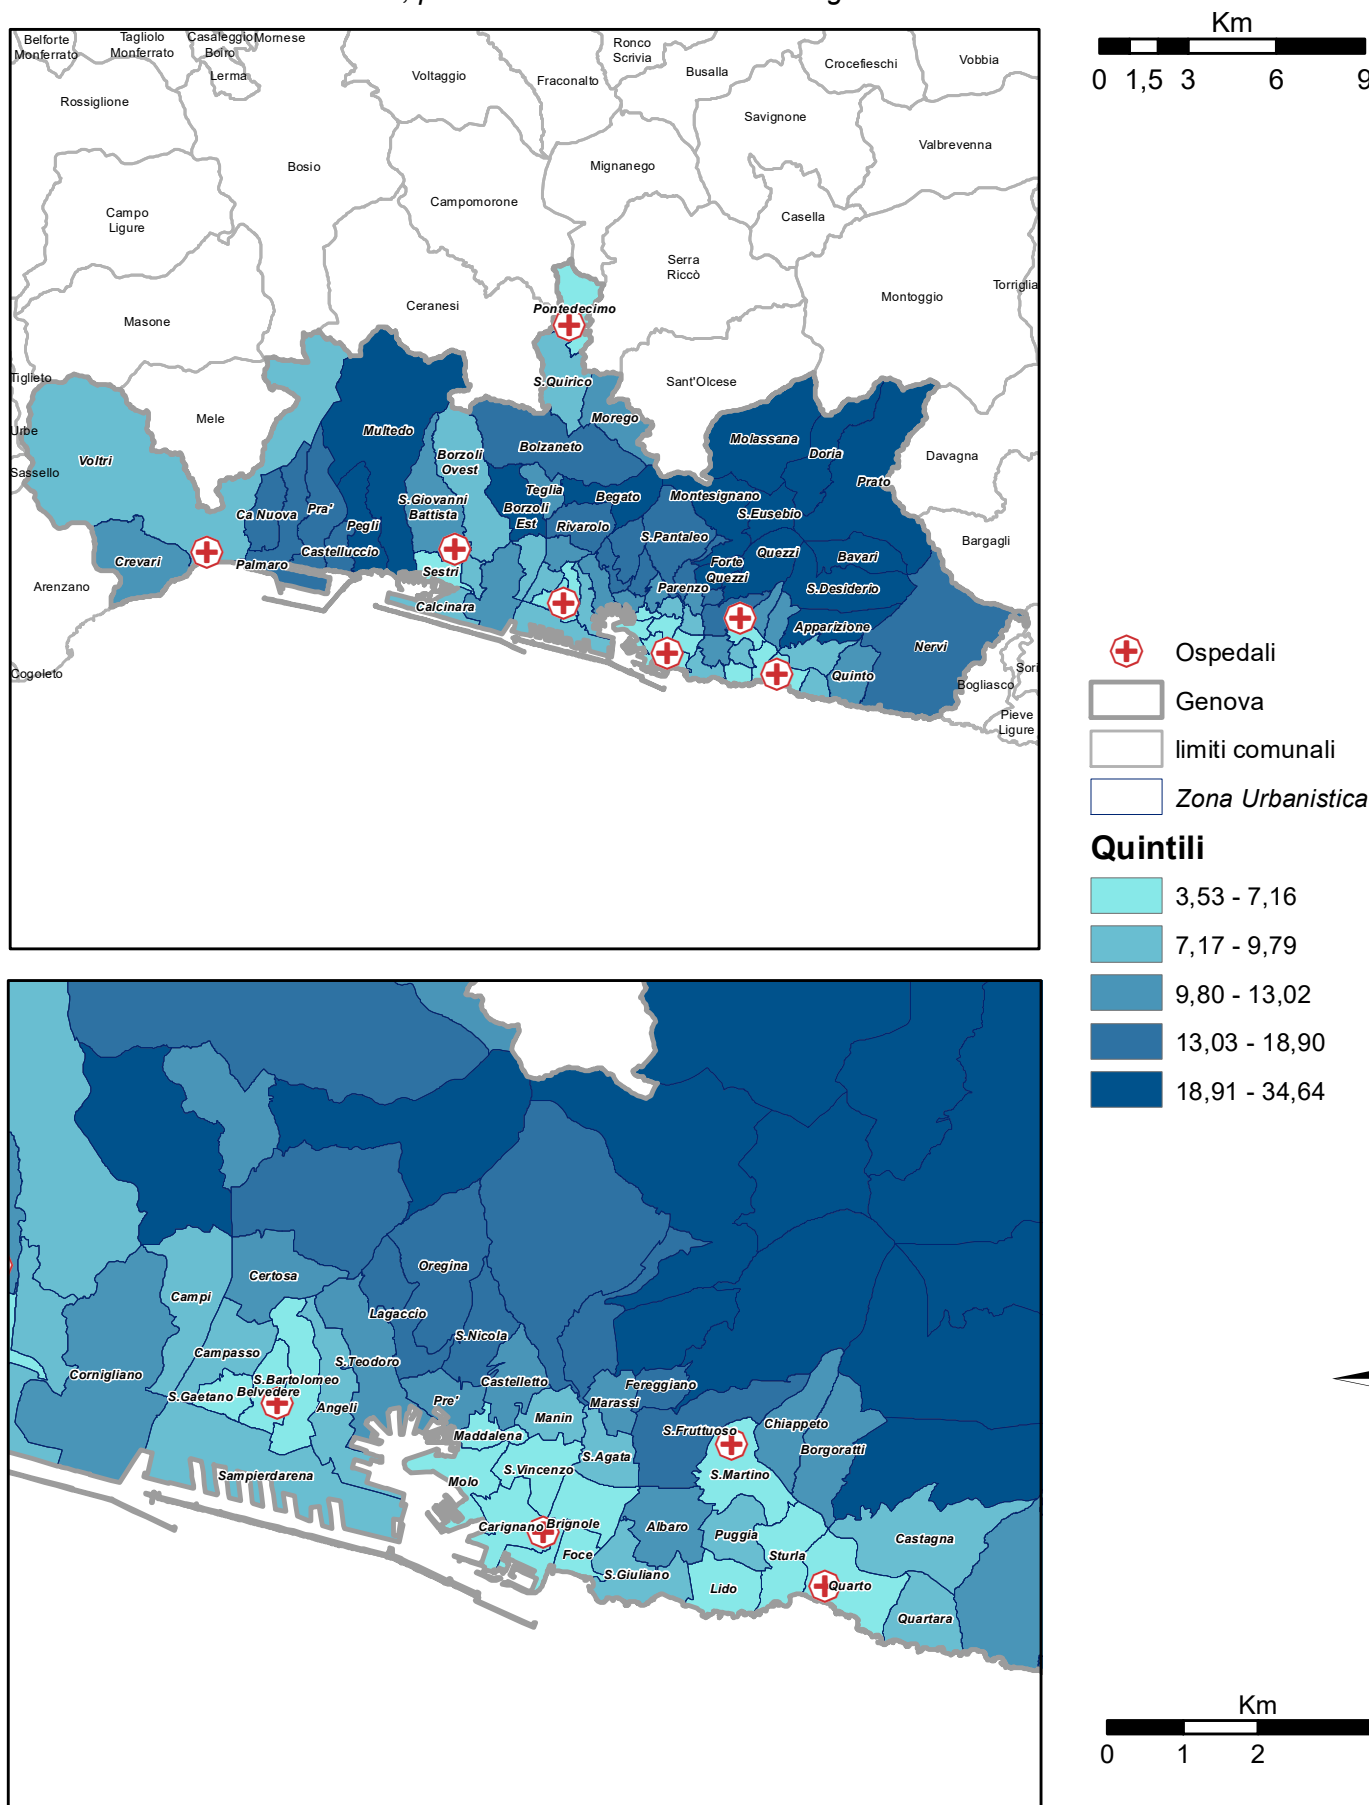 Km
0 1,5 3 6 9
Belforte
Monferrato
Tagliolo
Monferrato
Casaleggio
Boiro
Mornese
Lerma
Rossiglione
Voltaggio
Fraconalto
Ronco
Scrivia
Busalla
Crocefieschi
Vobbia
Savignone
Valbrevenna
Bosio
Mignanego
Campomorone
Casella
Campo
Ligure
Serra
Riccò
Torriglia
Montoggio
Ceranesi
Pontedecimo
Masone
Tiglieto
S.Quirico
Sant'Olcese
Mele
Morego
Multedo
Urbe
Molassana
Bolzaneto
Doria
Davagna
Voltri
Borzoli
Ovest
Sassello
Prato
Teglia
Begato
Montesignano
S.Giovanni
Battista
Ca Nuova
Pra'
Borzoli
Est
S.Eusebio
Pegli
Rivarolo
S.Pantaleo
Bargagli
Castelluccio
Quezzi
Bavari
Crevari
Palmaro
Forte
Quezzi
Sestri
Arenzano
Parenzo
S.Desiderio
Calcinara
Apparizione
Nervi
Cogoleto
Quinto
Sori
Bogliasco
Pieve
Ligure
Ospedali
Genova
limiti comunali
Zona Urbanistica
Quintili
3,53 - 7,16
7,17 - 9,79
9,80 - 13,02
13,03 - 18,90
18,91 - 34,64
Oregina
Certosa
Campi
Lagaccio
S.Nicola
Campasso
S.Teodoro
Cornigliano
S.Bartolomeo
Castelletto
Fereggiano
S.Gaetano
Belvedere
Pre'
Marassi
Angeli
Manin
Chiappeto
Maddalena
S.Fruttuoso
Borgoratti
S.Agata
Sampierdarena
Molo
S.Vincenzo
S.Martino
Carignano
Brignole
Albaro
Puggia
Castagna
Foce
Sturla
S.Giuliano
Lido
Quarto
Quartara
Km
0 1 2